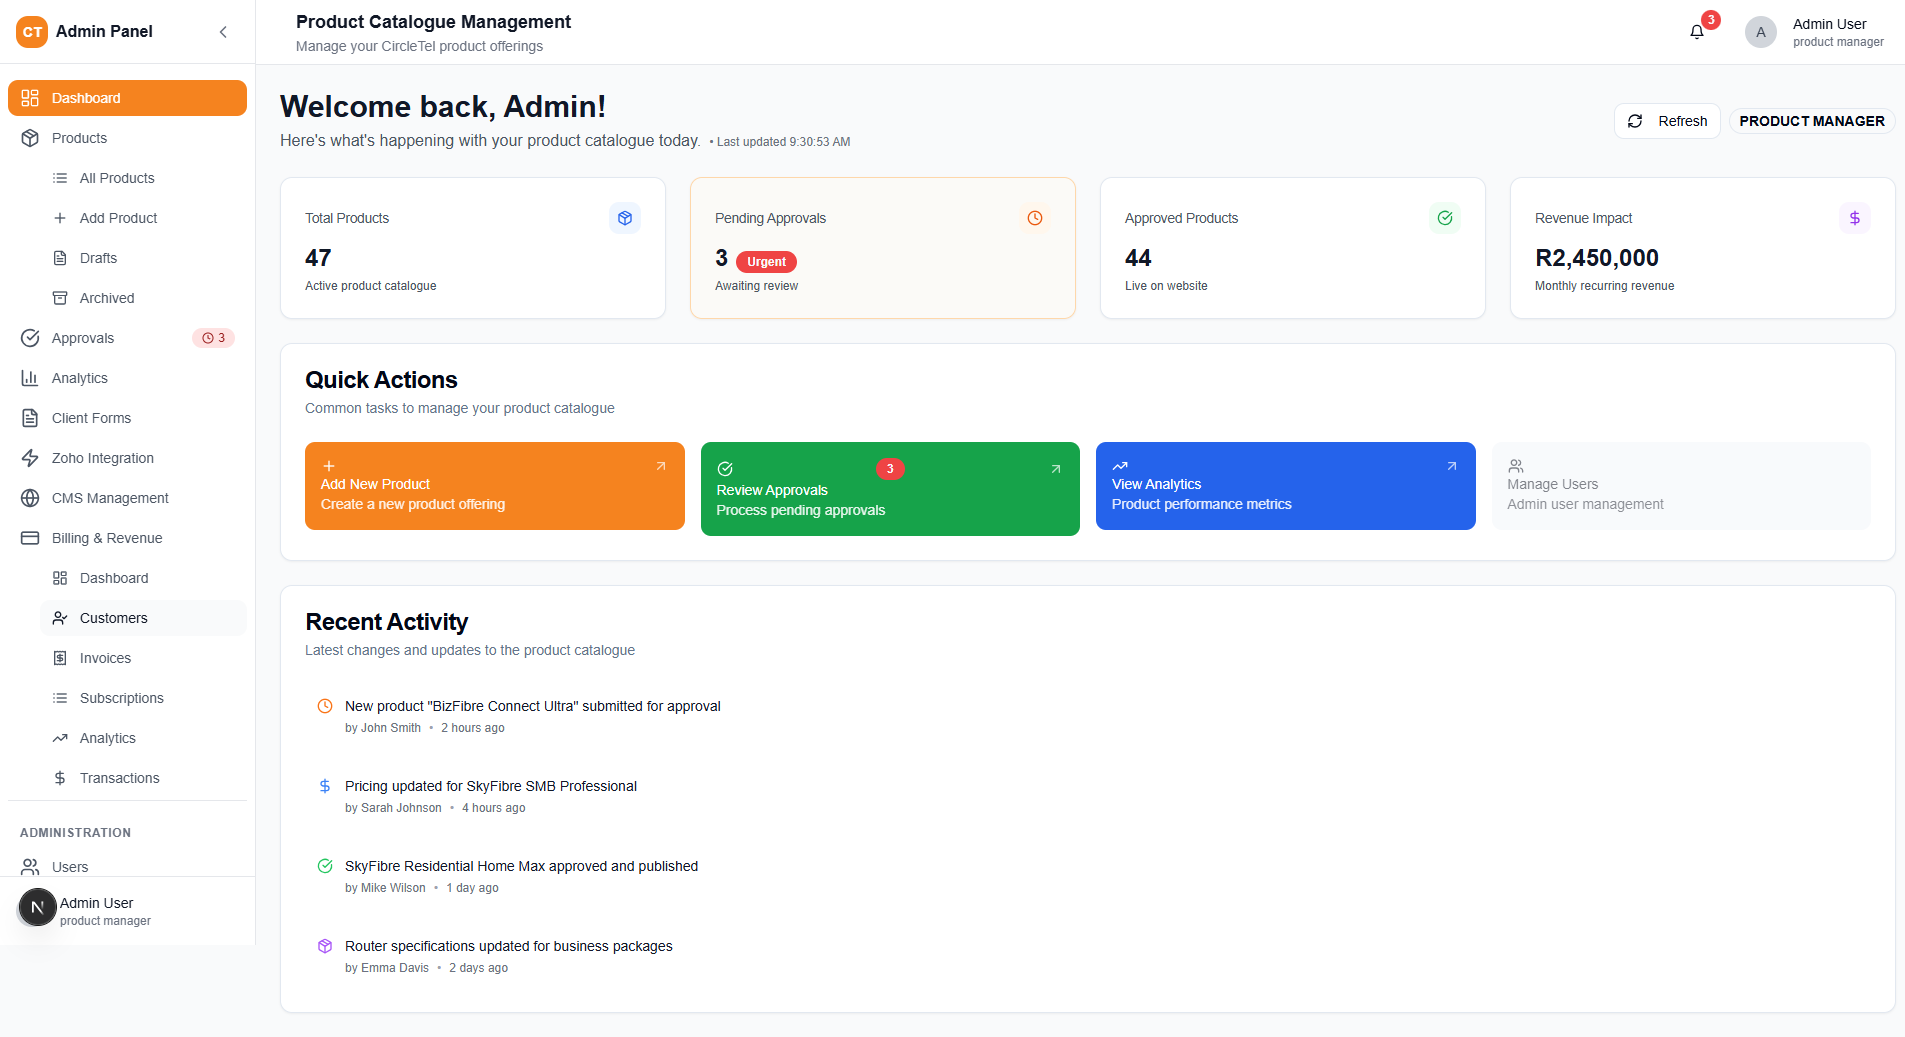 CT Admin Panel
Dashboard
Products
All Products
Add Product
Drafts
Archived
Approvals 3
Analytics
Client Forms
Zoho Integration
CMS Management
Billing & Revenue
Dashboard
Customers
Invoices
Subscriptions
Analytics
Transactions
ADMINISTRATION
Users
N Admin User
product manager
Product Catalogue Management
Manage your CircleTel product offerings
3
A
Admin User
product manager
Welcome back, Admin!
Here's what's happening with your product catalogue today. • Last updated 9:30:53 AM
Refresh
PRODUCT MANAGER
Total Products
47
Active product catalogue
Pending Approvals
3 Urgent
Awaiting review
Approved Products
44
Live on website
Revenue Impact
R2,450,000
Monthly recurring revenue
Quick Actions
Common tasks to manage your product catalogue
Add New Product
Create a new product offering
3
Review Approvals
Process pending approvals
View Analytics
Product performance metrics
Manage Users
Admin user management
Recent Activity
Latest changes and updates to the product catalogue
New product "BizFibre Connect Ultra" submitted for approval
by John Smith • 2 hours ago
Pricing updated for SkyFibre SMB Professional
by Sarah Johnson • 4 hours ago
SkyFibre Residential Home Max approved and published
by Mike Wilson • 1 day ago
Router specifications updated for business packages
by Emma Davis • 2 days ago